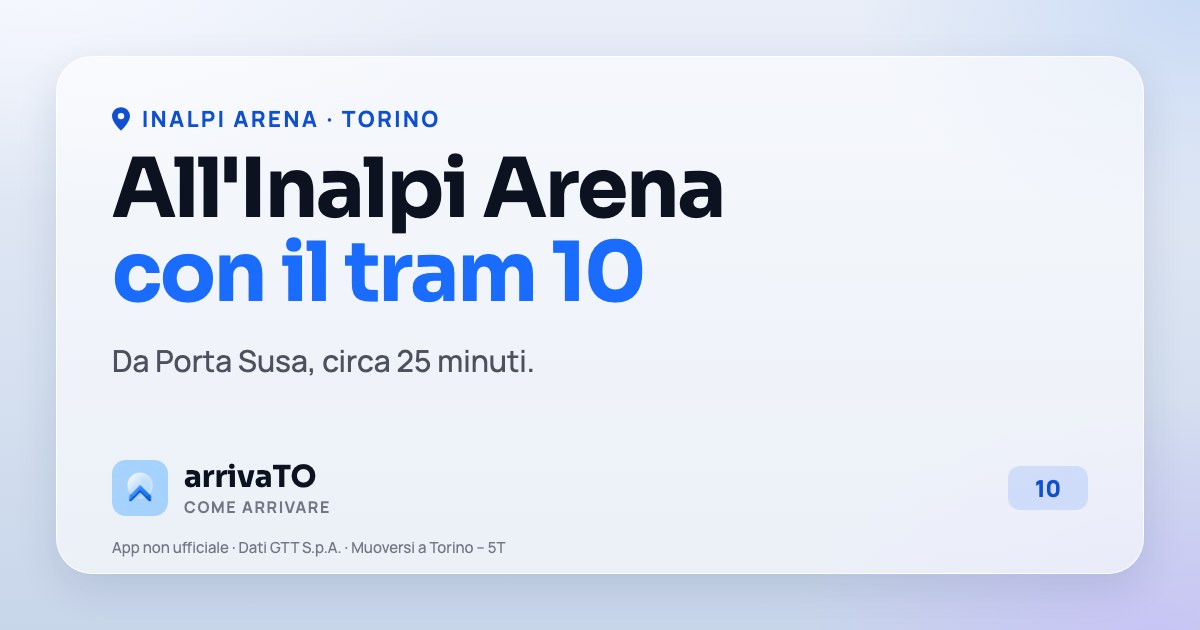 INALPI ARENA · TORINO
All'Inalpi Arena
con il tram 10
Da Porta Susa, circa 25 minuti.
arrivaTO
COME ARRIVARE
10
App non ufficiale · Dati GTT S.p.A. · Muoversi a Torino – 5T